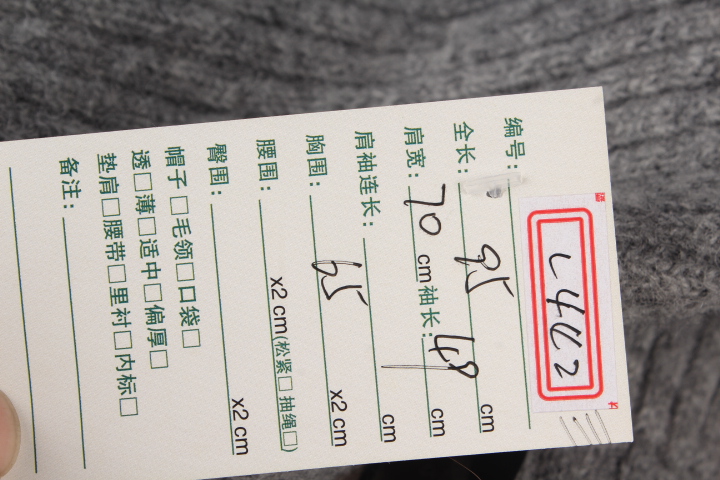 编号: L442
全长: 95 cm
肩宽: 70 cm 袖长: 49 cm
肩袖连长: cm
胸围: 65 x2 cm
腰围: x2 cm(松紧□ 抽绳□)
臀围: x2 cm
帽子□毛领□口袋□
透□薄□适中□偏厚□
垫肩□腰带□里衬□内标□
备注: